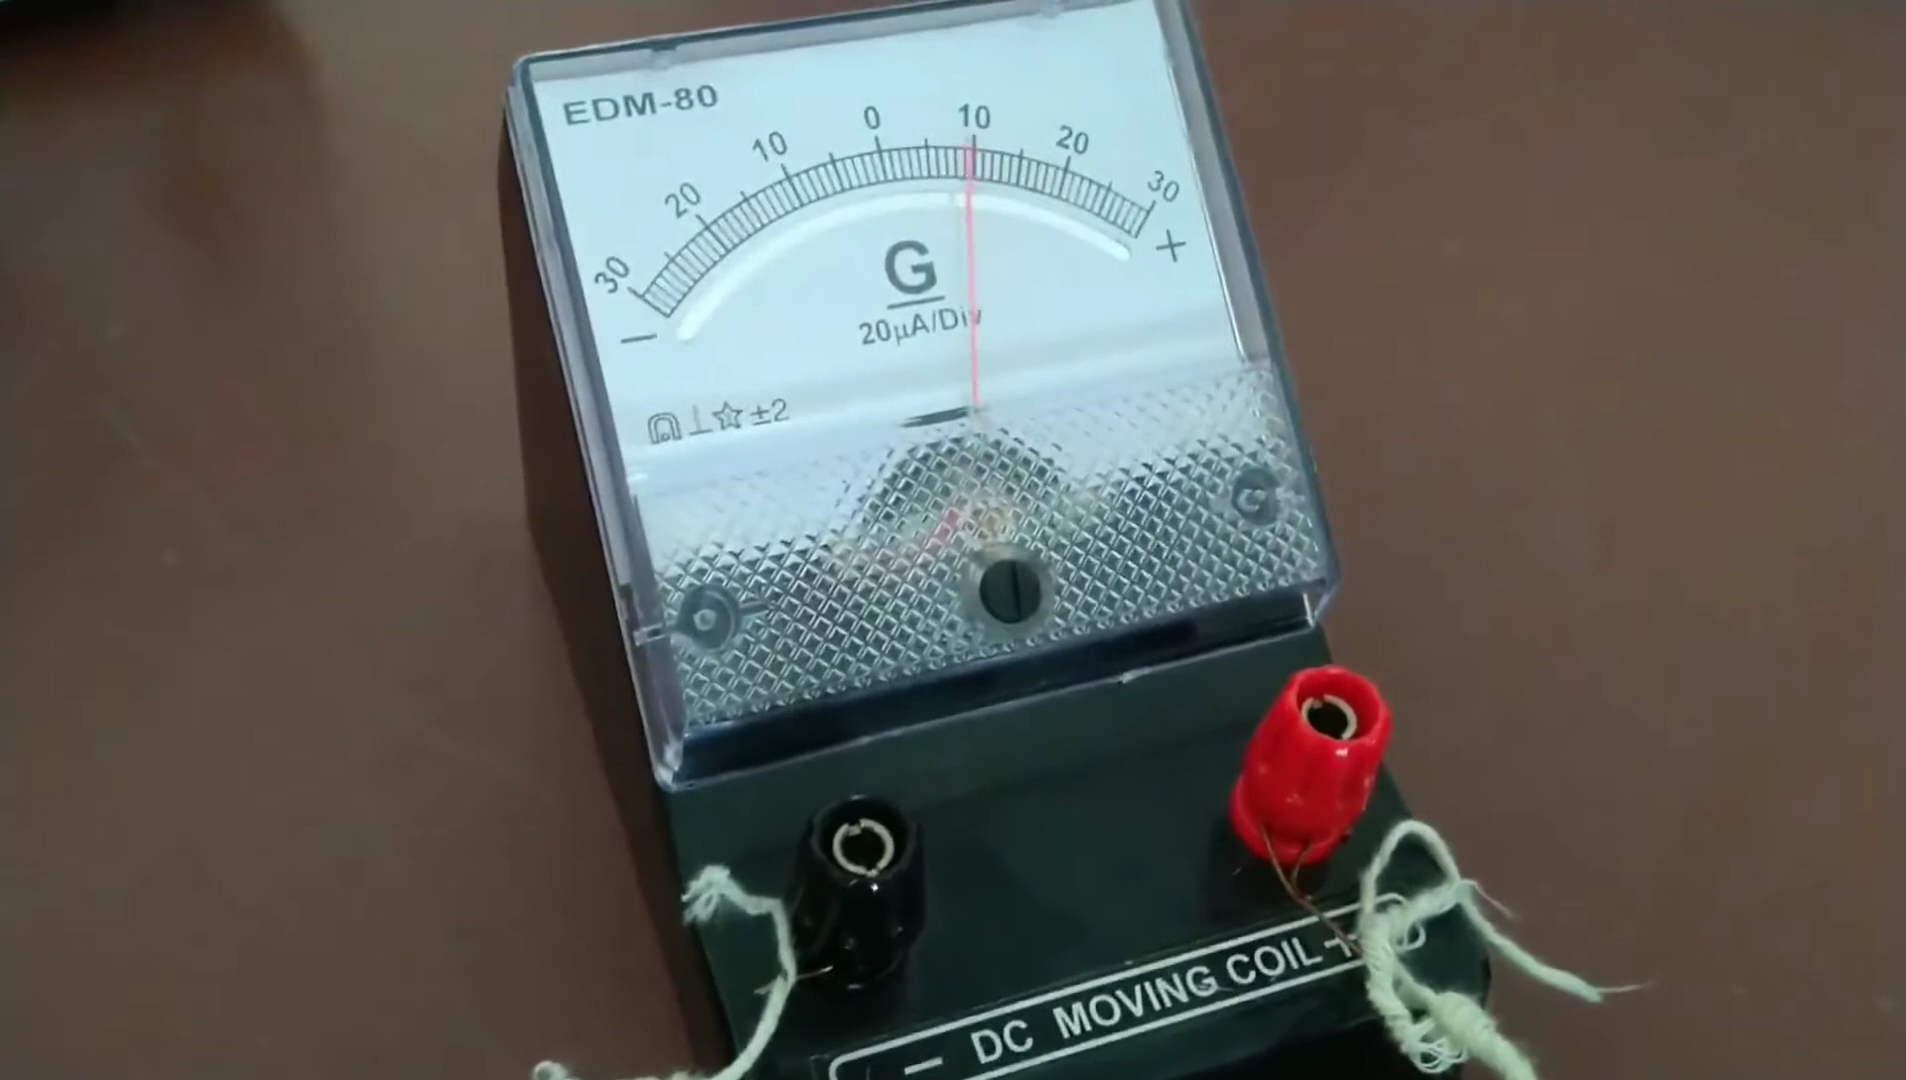 EDM-80
30 20 10 0 10 20 30
− +
G
20µA/Div
±2
− DC MOVING COIL +